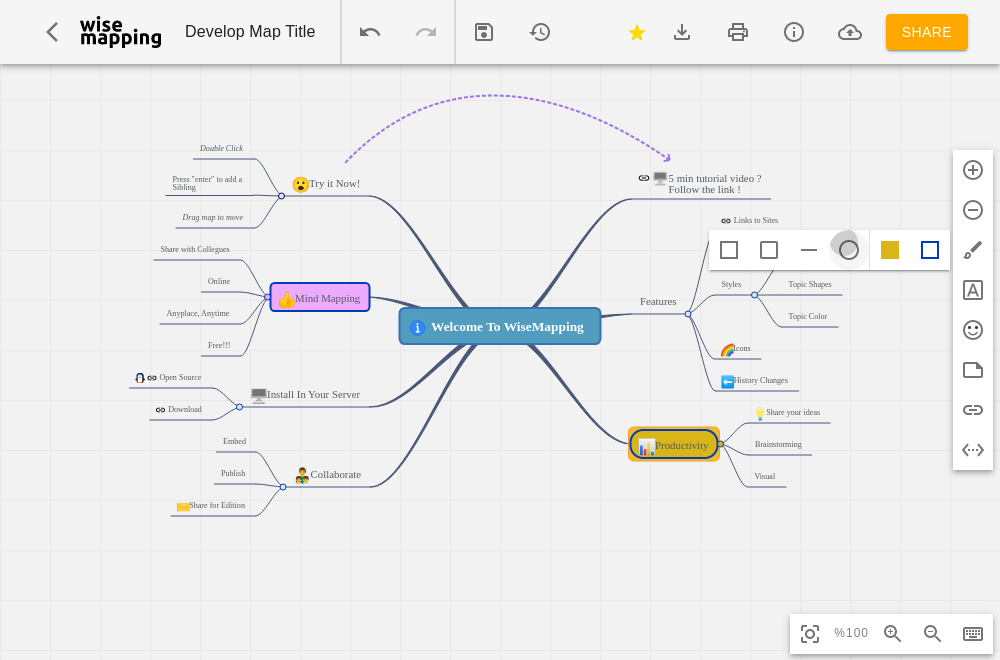 wise
mapping
Develop Map Title
SHARE
Double Click
Press "enter" to add a
Sibling
Drag map to move
Try it Now!
5 min tutorial video ?
Follow the link !
Links to Sites
Share with Collegues
Online
Anyplace, Anytime
Free!!!
Mind Mapping
Welcome To WiseMapping
Features
Styles
Topic Shapes
Topic Color
Icons
History Changes
Open Source
Download
Install In Your Server
Share your ideas
Productivity
Brainstorming
Visual
Embed
Publish
Share for Edition
Collaborate
%100